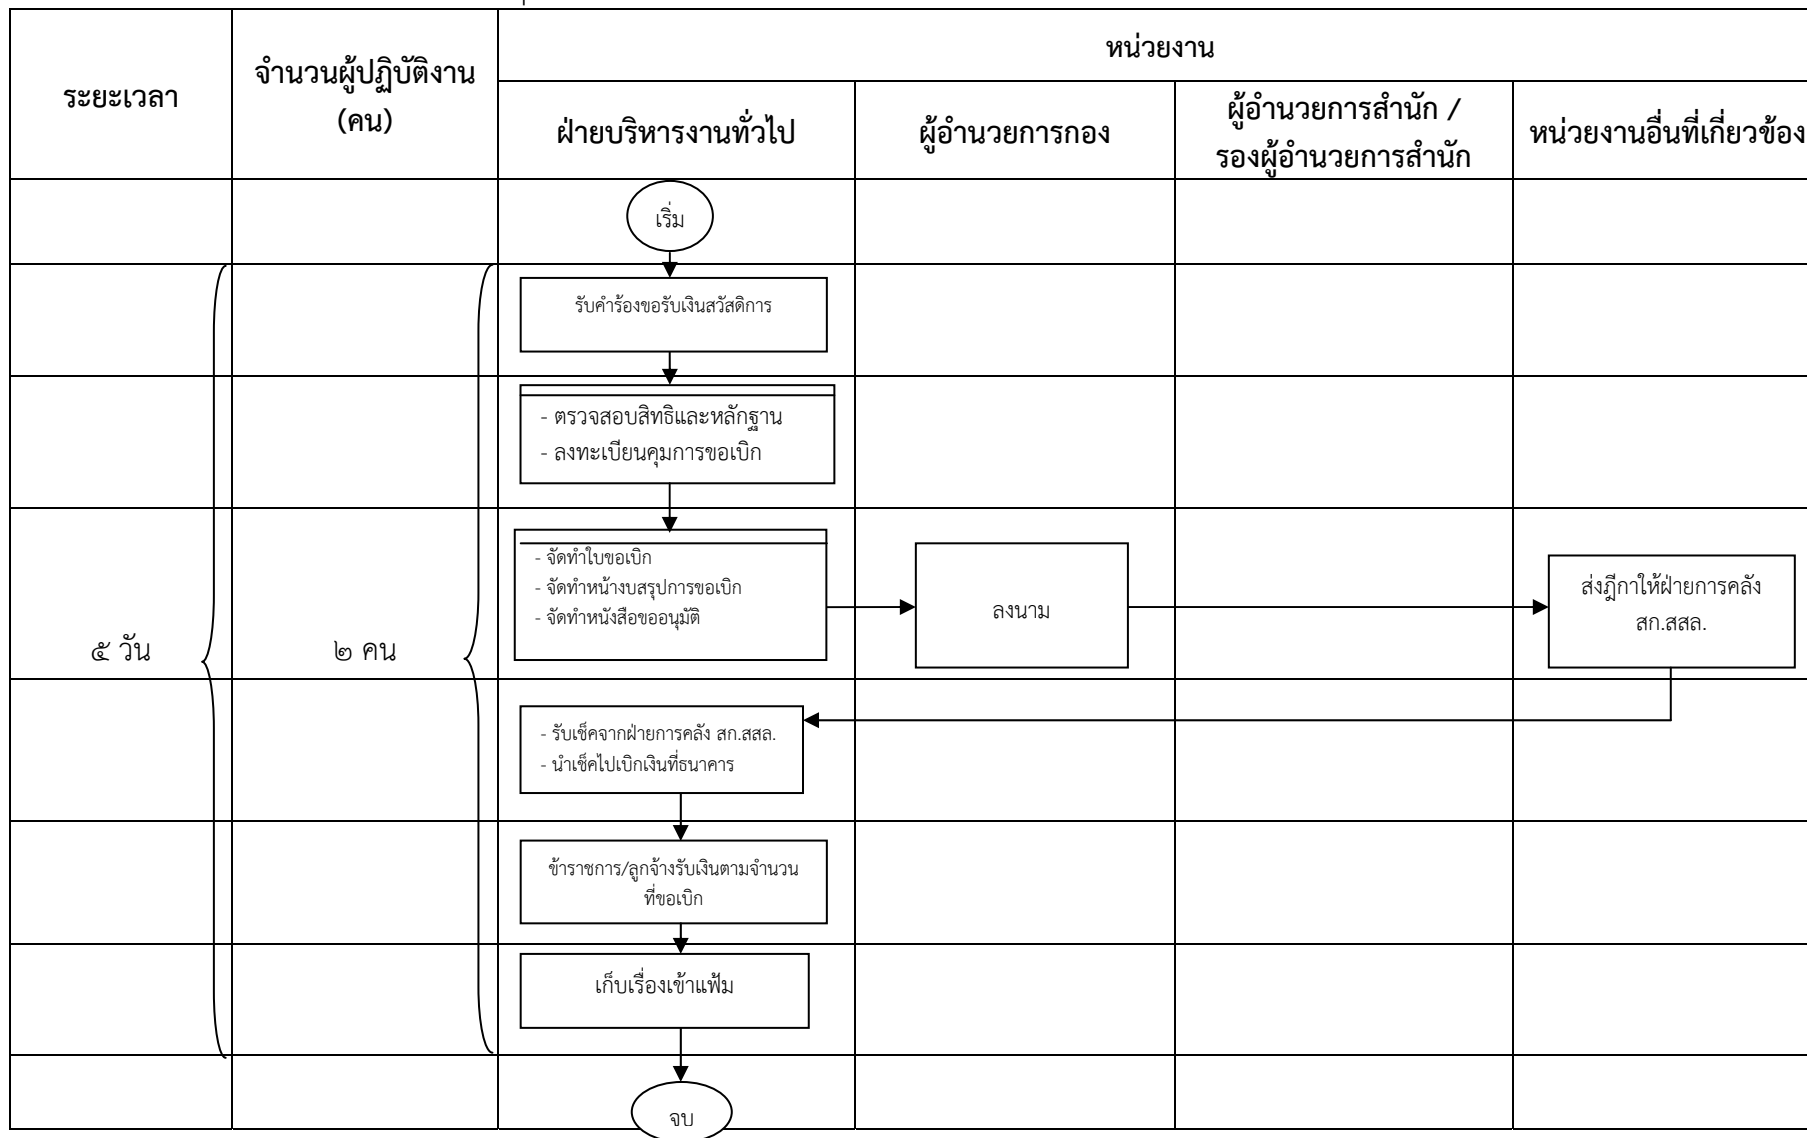 หน่วยงาน
ระยะเวลา
จำนวนผู้ปฏิบัติงาน
(คน)
ฝ่ายบริหารงานทั่วไป
ผู้อำนวยการกอง
ผู้อำนวยการสำนัก /
รองผู้อำนวยการสำนัก
หน่วยงานอื่นที่เกี่ยวข้อง
เริ่ม
รับคำร้องขอรับเงินสวัสดิการ
- ตรวจสอบสิทธิและหลักฐาน
- ลงทะเบียนคุมการขอเบิก
- จัดทำใบขอเบิก
- จัดทำหน้างบสรุปการขอเบิก
- จัดทำหนังสือขออนุมัติ
ลงนาม
ส่งฎีกาให้ฝ่ายการคลัง
สก.สสล.
๕ วัน
๒ คน
- รับเช็คจากฝ่ายการคลัง สก.สสล.
- นำเช็คไปเบิกเงินที่ธนาคาร
ข้าราชการ/ลูกจ้างรับเงินตามจำนวน
ที่ขอเบิก
เก็บเรื่องเข้าแฟ้ม
จบ